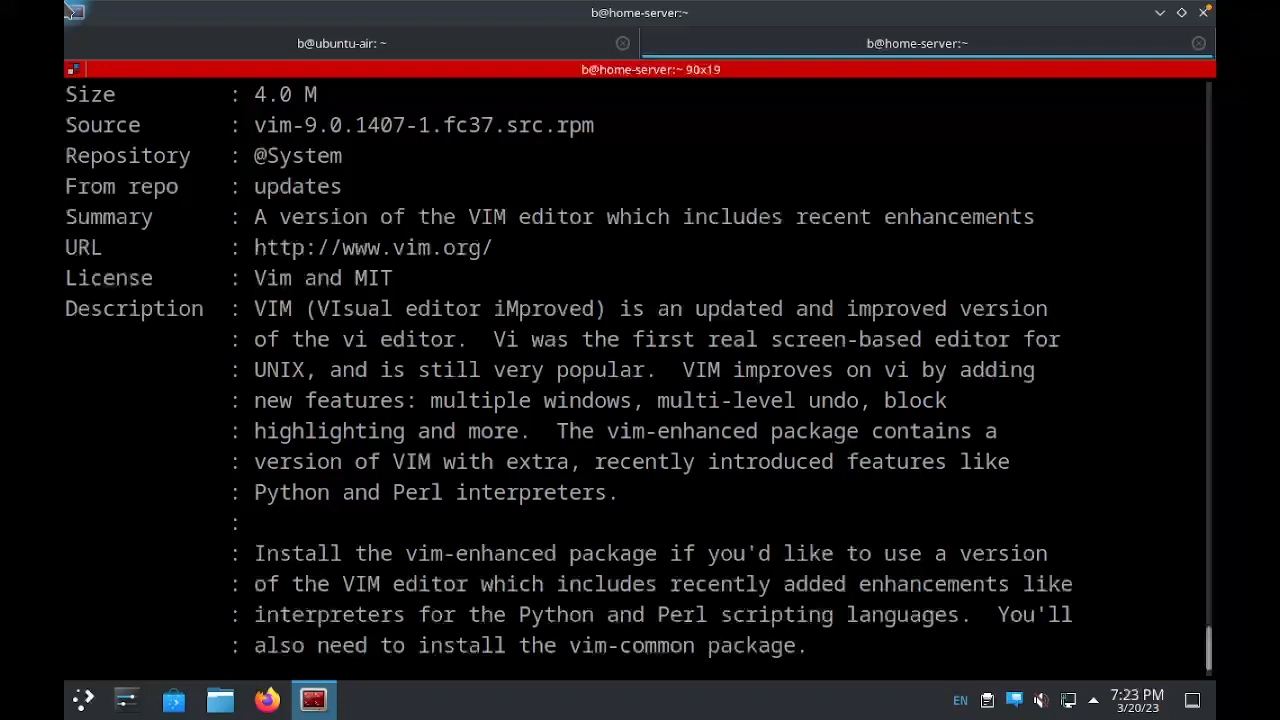 b@home-server:~
b@ubuntu-air: ~
b@home-server:~
b@home-server:~ 90x19
Size : 4.0 M
Source : vim-9.0.1407-1.fc37.src.rpm
Repository : @System
From repo : updates
Summary : A version of the VIM editor which includes recent enhancements
URL : http://www.vim.org/
License : Vim and MIT
Description : VIM (VIsual editor iMproved) is an updated and improved version
: of the vi editor.  Vi was the first real screen-based editor for
: UNIX, and is still very popular.  VIM improves on vi by adding
: new features: multiple windows, multi-level undo, block
: highlighting and more.  The vim-enhanced package contains a
: version of VIM with extra, recently introduced features like
: Python and Perl interpreters.
:
: Install the vim-enhanced package if you'd like to use a version
: of the VIM editor which includes recently added enhancements like
: interpreters for the Python and Perl scripting languages.  You'll
: also need to install the vim-common package.
EN
7:23 PM
3/20/23